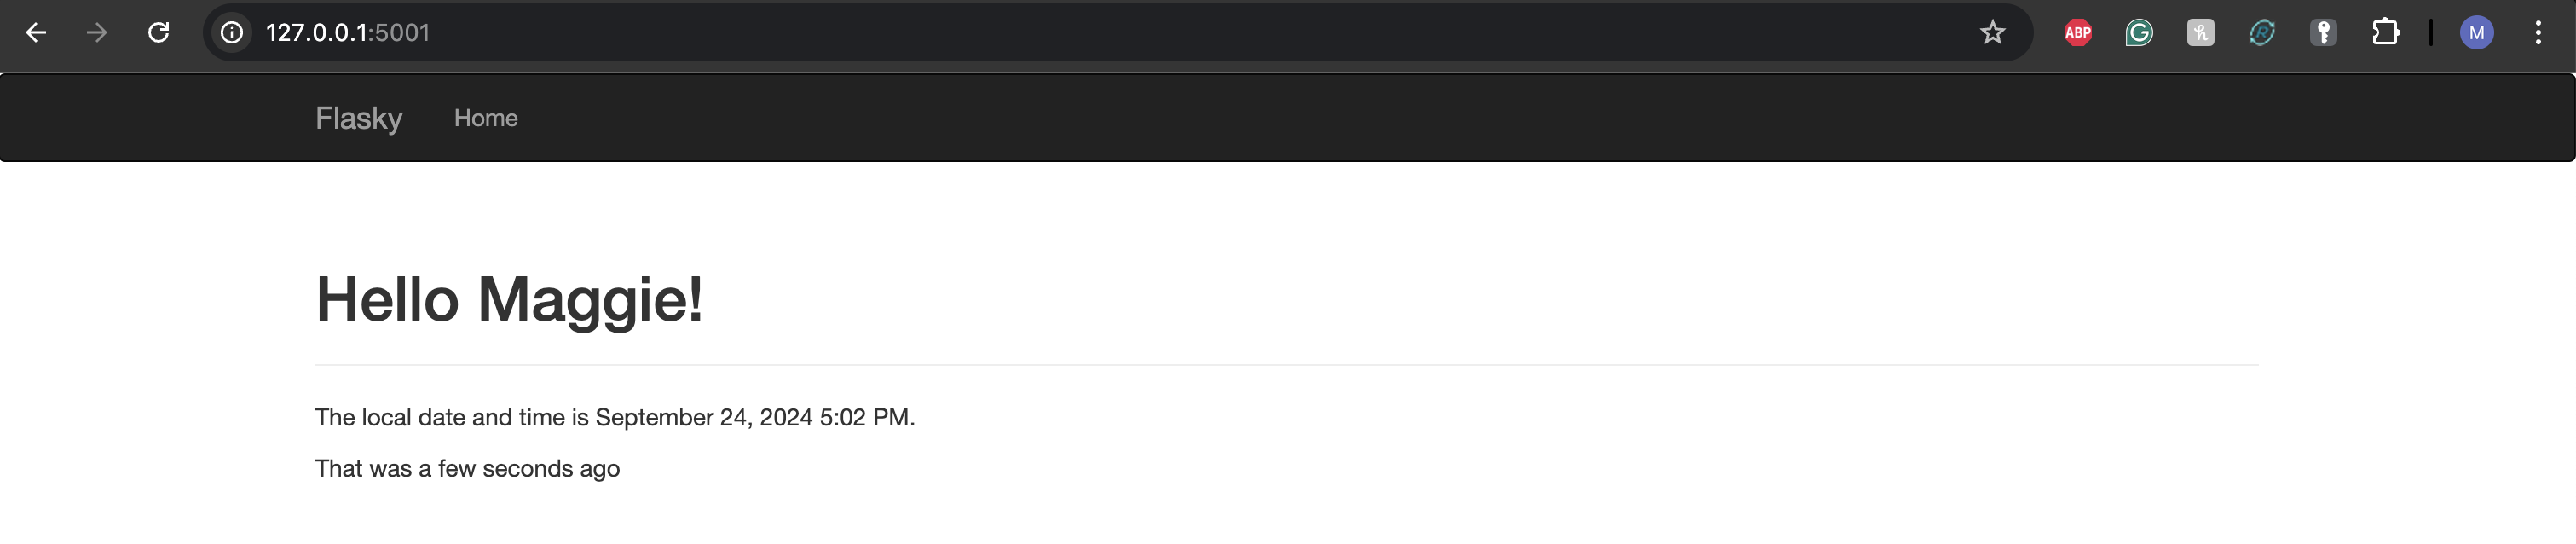 127.0.0.1:5001
ABP
G
h
R
M
Flasky Home
Hello Maggie!
The local date and time is September 24, 2024 5:02 PM.
That was a few seconds ago